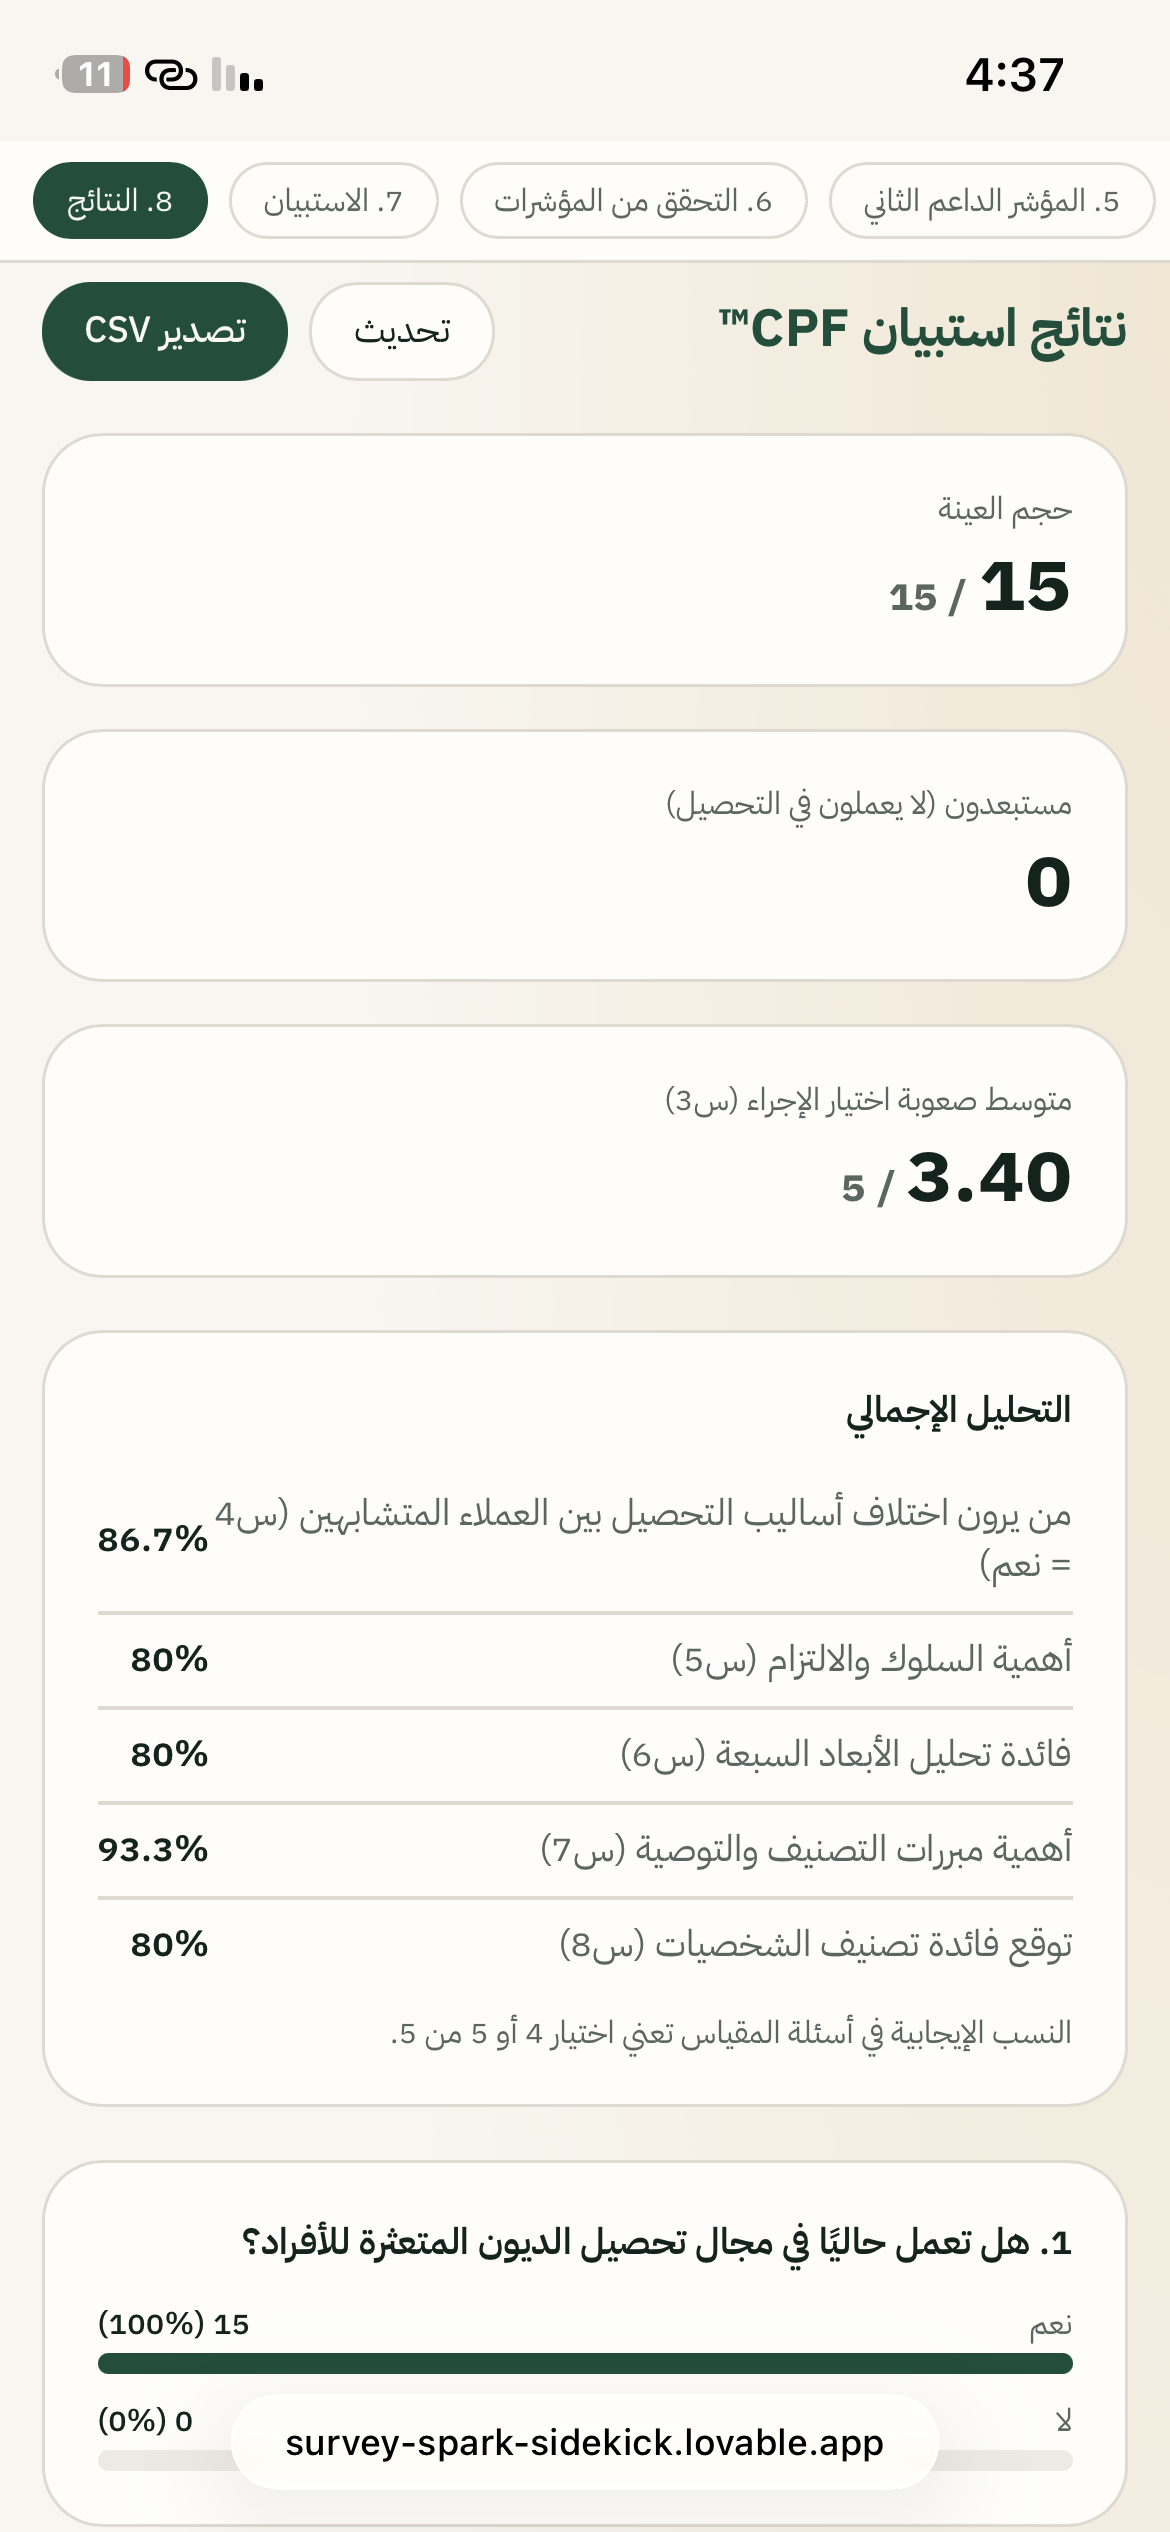 4:37
11
5. المؤشر الداعم الثاني
6. التحقق من المؤشرات
7. الاستبيان
8. النتائج
نتائج استبيان CPF™
تحديث
تصدير CSV
حجم العينة
15 / 15
مستبعدون (لا يعملون في التحصيل)
0
متوسط صعوبة اختيار الإجراء (س3)
3.40 / 5
التحليل الإجمالي
من يرون اختلاف أساليب التحصيل بين العملاء المتشابهين (س4
= نعم)
86.7%
أهمية السلوك والالتزام (س5) 80%
فائدة تحليل الأبعاد السبعة (س6) 80%
أهمية مبررات التصنيف والتوصية (س7) 93.3%
توقع فائدة تصنيف الشخصيات (س8) 80%
النسب الإيجابية في أسئلة المقياس تعني اختيار 4 أو 5 من 5.
1. هل تعمل حاليًا في مجال تحصيل الديون المتعثرة للأفراد؟
نعم 15 (100%)
لا 0 (0%)
survey-spark-sidekick.lovable.app